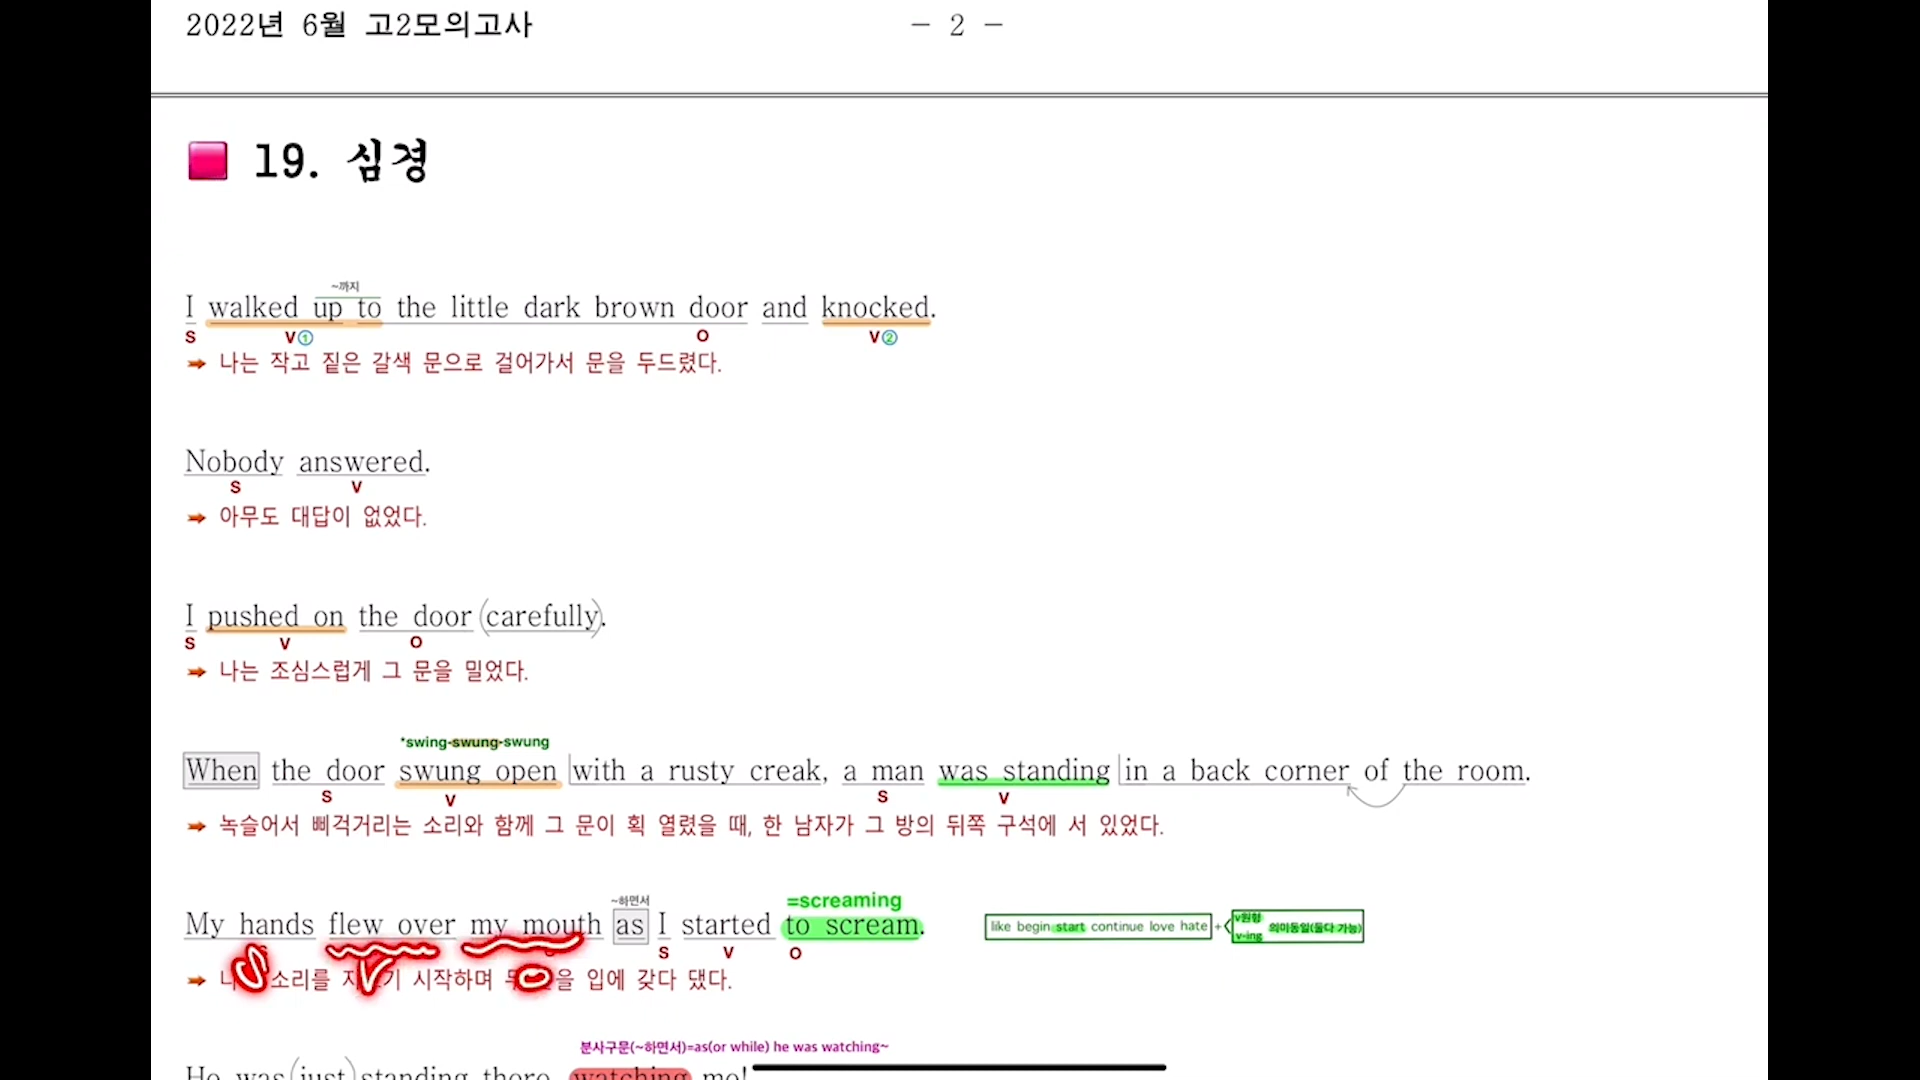 2022년 6월 고2모의고사 － 2 －
19. 심경
~까지
I walked up to the little dark brown door and knocked.
S V① O V②
➡ 나는 작고 짙은 갈색 문으로 걸어가서 문을 두드렸다.
Nobody answered.
S V
➡ 아무도 대답이 없었다.
I pushed on the door (carefully).
S V O
➡ 나는 조심스럽게 그 문을 밀었다.
*swing-swung-swung
When the door swung open with a rusty creak, a man was standing in a back corner of the room.
S V S V
➡ 녹슬어서 삐걱거리는 소리와 함께 그 문이 획 열렸을 때, 한 남자가 그 방의 뒤쪽 구석에 서 있었다.
~하면서 =screaming
My hands flew over my mouth as I started to scream. like begin start continue love hate + v원형 v-ing 의미동일(둘다 가능)
S V O S V O
➡ 소리를 시작하며 입에 갖다 댔다.
분사구문(~하면서)=as(or while) he was watching~
He was (just) standing there, watching me!